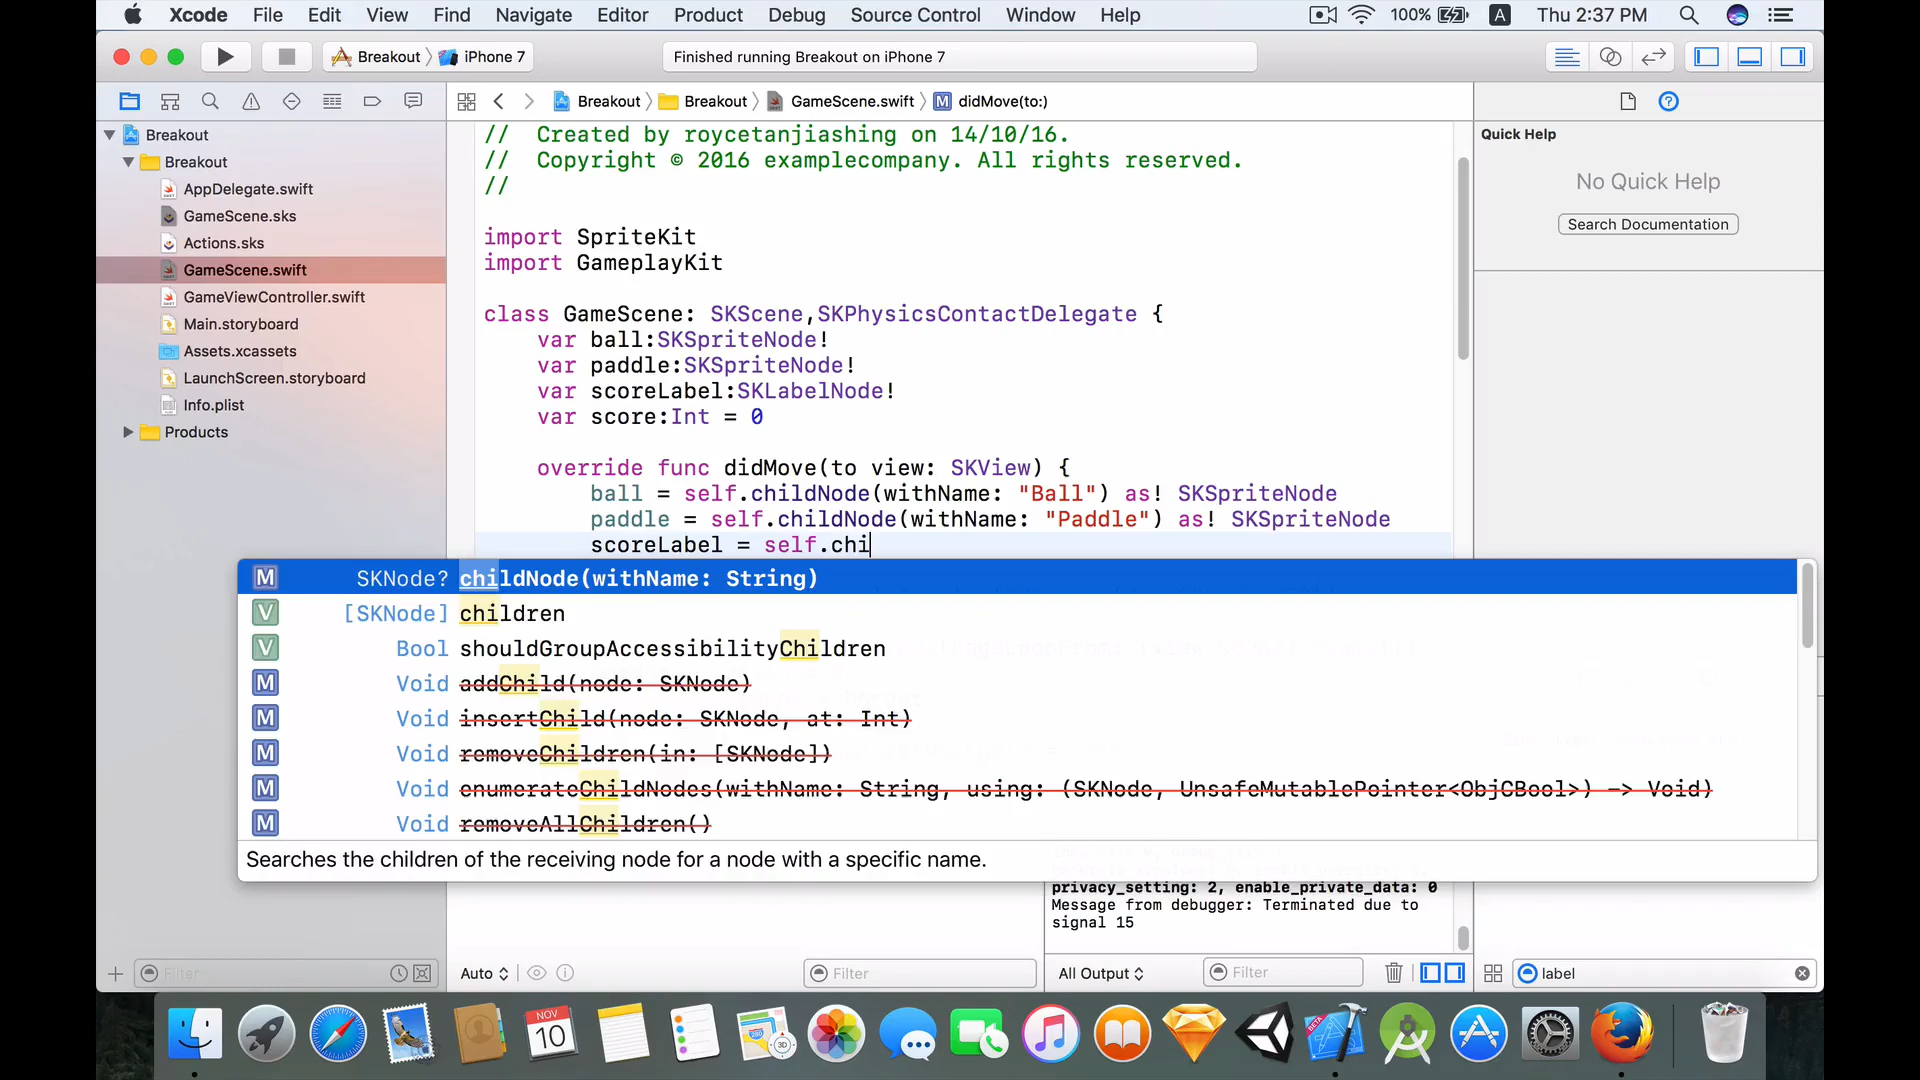 Xcode File Edit View Find Navigate Editor Product Debug Source Control Window Help 100% A Thu 2:37 PM
Breakout iPhone 7 Finished running Breakout on iPhone 7
Breakout Breakout GameScene.swift M didMove(to:)
Breakout
Breakout
AppDelegate.swift
GameScene.sks
Actions.sks
GameScene.swift
GameViewController.swift
Main.storyboard
Assets.xcassets
LaunchScreen.storyboard
Info.plist
Products
// Created by roycetanjiashing on 14/10/16.
// Copyright © 2016 examplecompany. All rights reserved.
//
import SpriteKit
import GameplayKit
class GameScene: SKScene,SKPhysicsContactDelegate {
var ball:SKSpriteNode!
var paddle:SKSpriteNode!
var scoreLabel:SKLabelNode!
var score:Int = 0
override func didMove(to view: SKView) {
ball = self.childNode(withName: "Ball") as! SKSpriteNode
paddle = self.childNode(withName: "Paddle") as! SKSpriteNode
scoreLabel = self.chi
M SKNode? childNode(withName: String)
V [SKNode] children
V Bool shouldGroupAccessibilityChildren
M Void addChild(node: SKNode)
M Void insertChild(node: SKNode, at: Int)
M Void removeChildren(in: [SKNode])
M Void enumerateChildNodes(withName: String, using: (SKNode, UnsafeMutablePointer<ObjCBool>) -> Void)
M Void removeAllChildren()
Searches the children of the receiving node for a node with a specific name.
Quick Help
No Quick Help
Search Documentation
privacy_setting: 2, enable_private_data: 0
Message from debugger: Terminated due to
signal 15
Filter Auto Filter All Output Filter label
NOV
10
3D
BETA